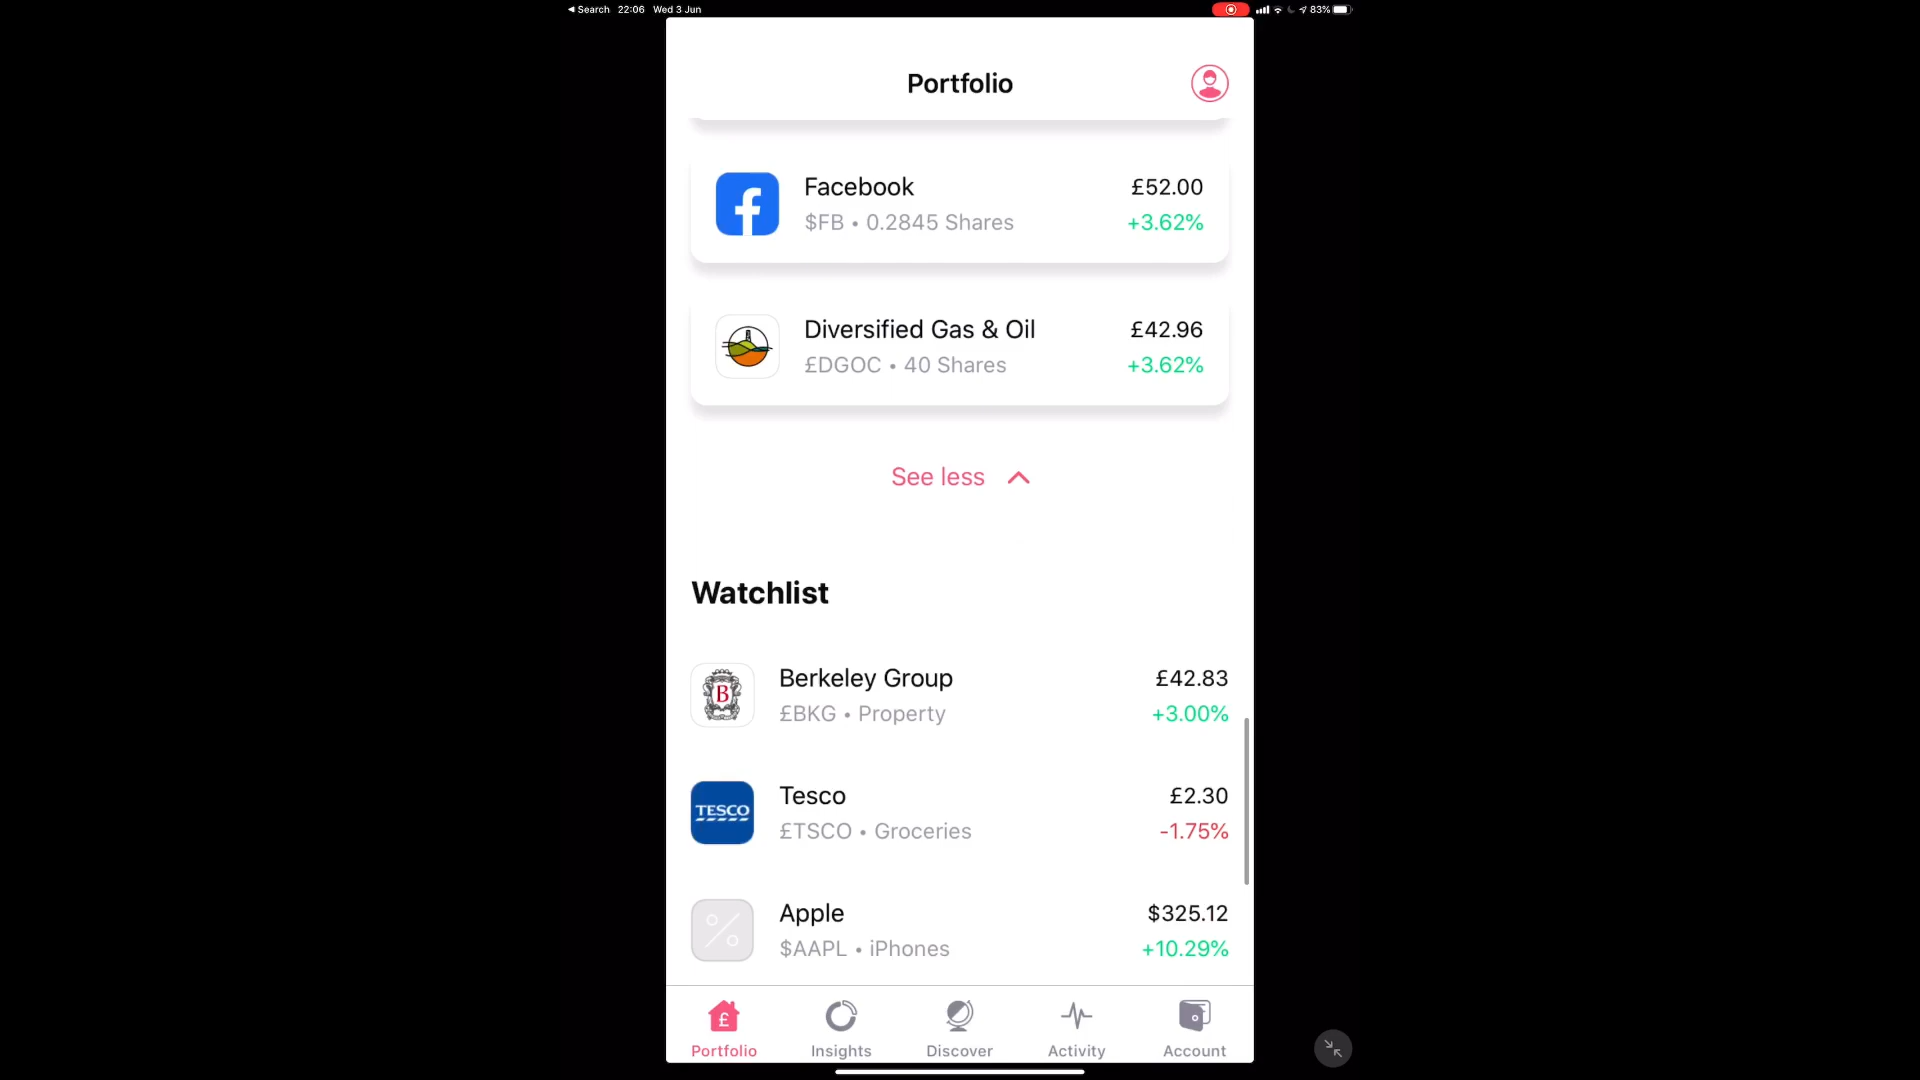 ◀ Search 22:06 Wed 3 Jun 83%
Portfolio
Facebook £52.00
$FB • 0.2845 Shares +3.62%
Diversified Gas & Oil £42.96
£DGOC • 40 Shares +3.62%
See less
Watchlist
B
Berkeley Group £42.83
£BKG • Property +3.00%
TESCO
Tesco £2.30
£TSCO • Groceries -1.75%
Apple $325.12
$AAPL • iPhones +10.29%
£
Portfolio Insights Discover Activity Account